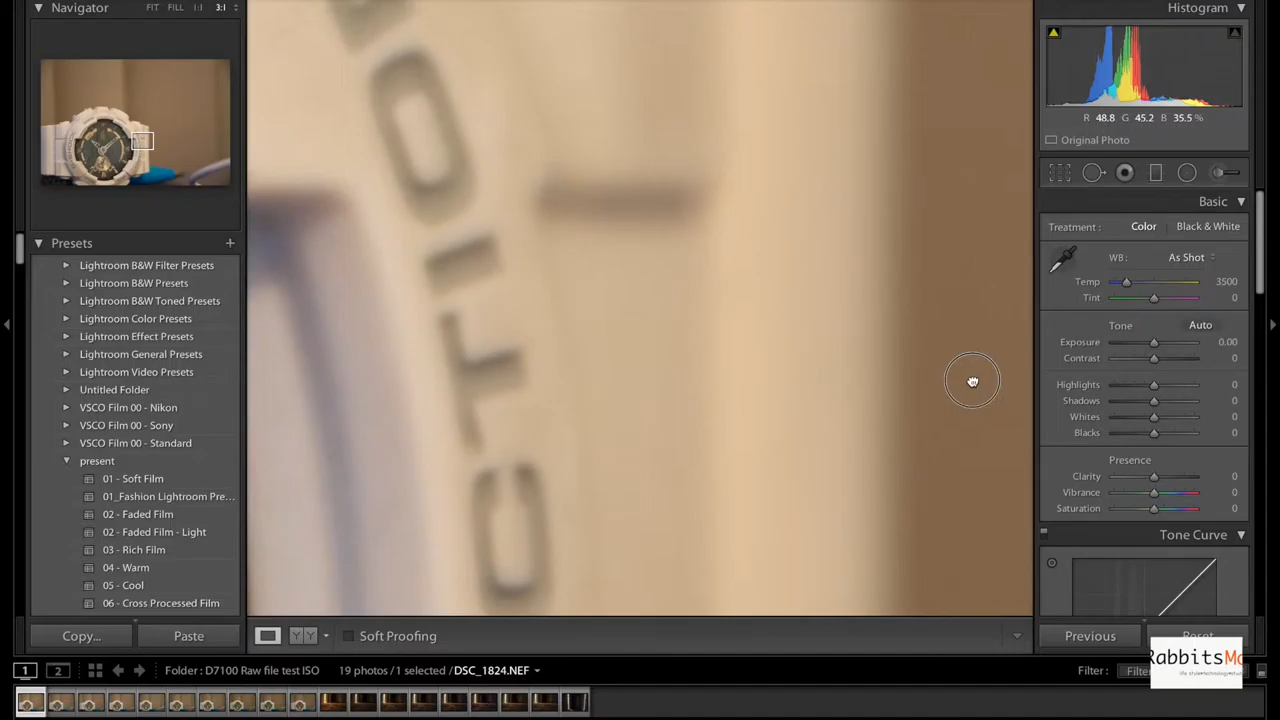 Navigator
FIT FILL 1:1 3:1
Presets
Lightroom B&W Filter Presets
Lightroom B&W Presets
Lightroom B&W Toned Presets
Lightroom Color Presets
Lightroom Effect Presets
Lightroom General Presets
Lightroom Video Presets
Untitled Folder
VSCO Film 00 - Nikon
VSCO Film 00 - Sony
VSCO Film 00 - Standard
present
01 - Soft Film
01_Fashion Lightroom Pre...
02 - Faded Film
02 - Faded Film - Light
03 - Rich Film
04 - Warm
05 - Cool
06 - Cross Processed Film
Copy...
Paste
Soft Proofing
Histogram
R 48.8 G 45.2 B 35.5 %
Original Photo
Basic
Treatment: Color Black & White
WB: As Shot
Temp 3500
Tint 0
Tone Auto
Exposure 0.00
Contrast 0
Highlights 0
Shadows 0
Whites 0
Blacks 0
Presence
Clarity 0
Vibrance 0
Saturation 0
Tone Curve
Previous
Reset
1 2
Folder : D7100 Raw file test ISO 19 photos / 1 selected / DSC_1824.NEF
Filter :
RabbitsMo